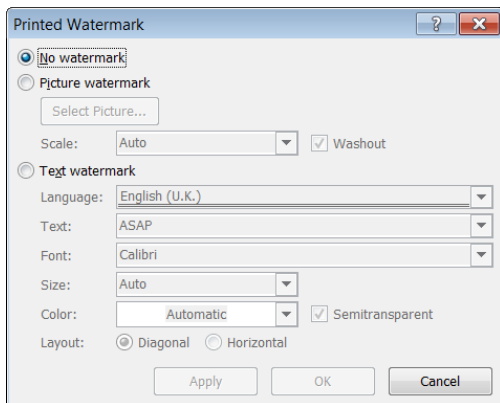 Printed Watermark
No watermark
Picture watermark
Select Picture...
Scale: Auto Washout
Text watermark
Language: English (U.K.)
Text: ASAP
Font: Calibri
Size: Auto
Color: Automatic Semitransparent
Layout: Diagonal Horizontal
Apply OK Cancel